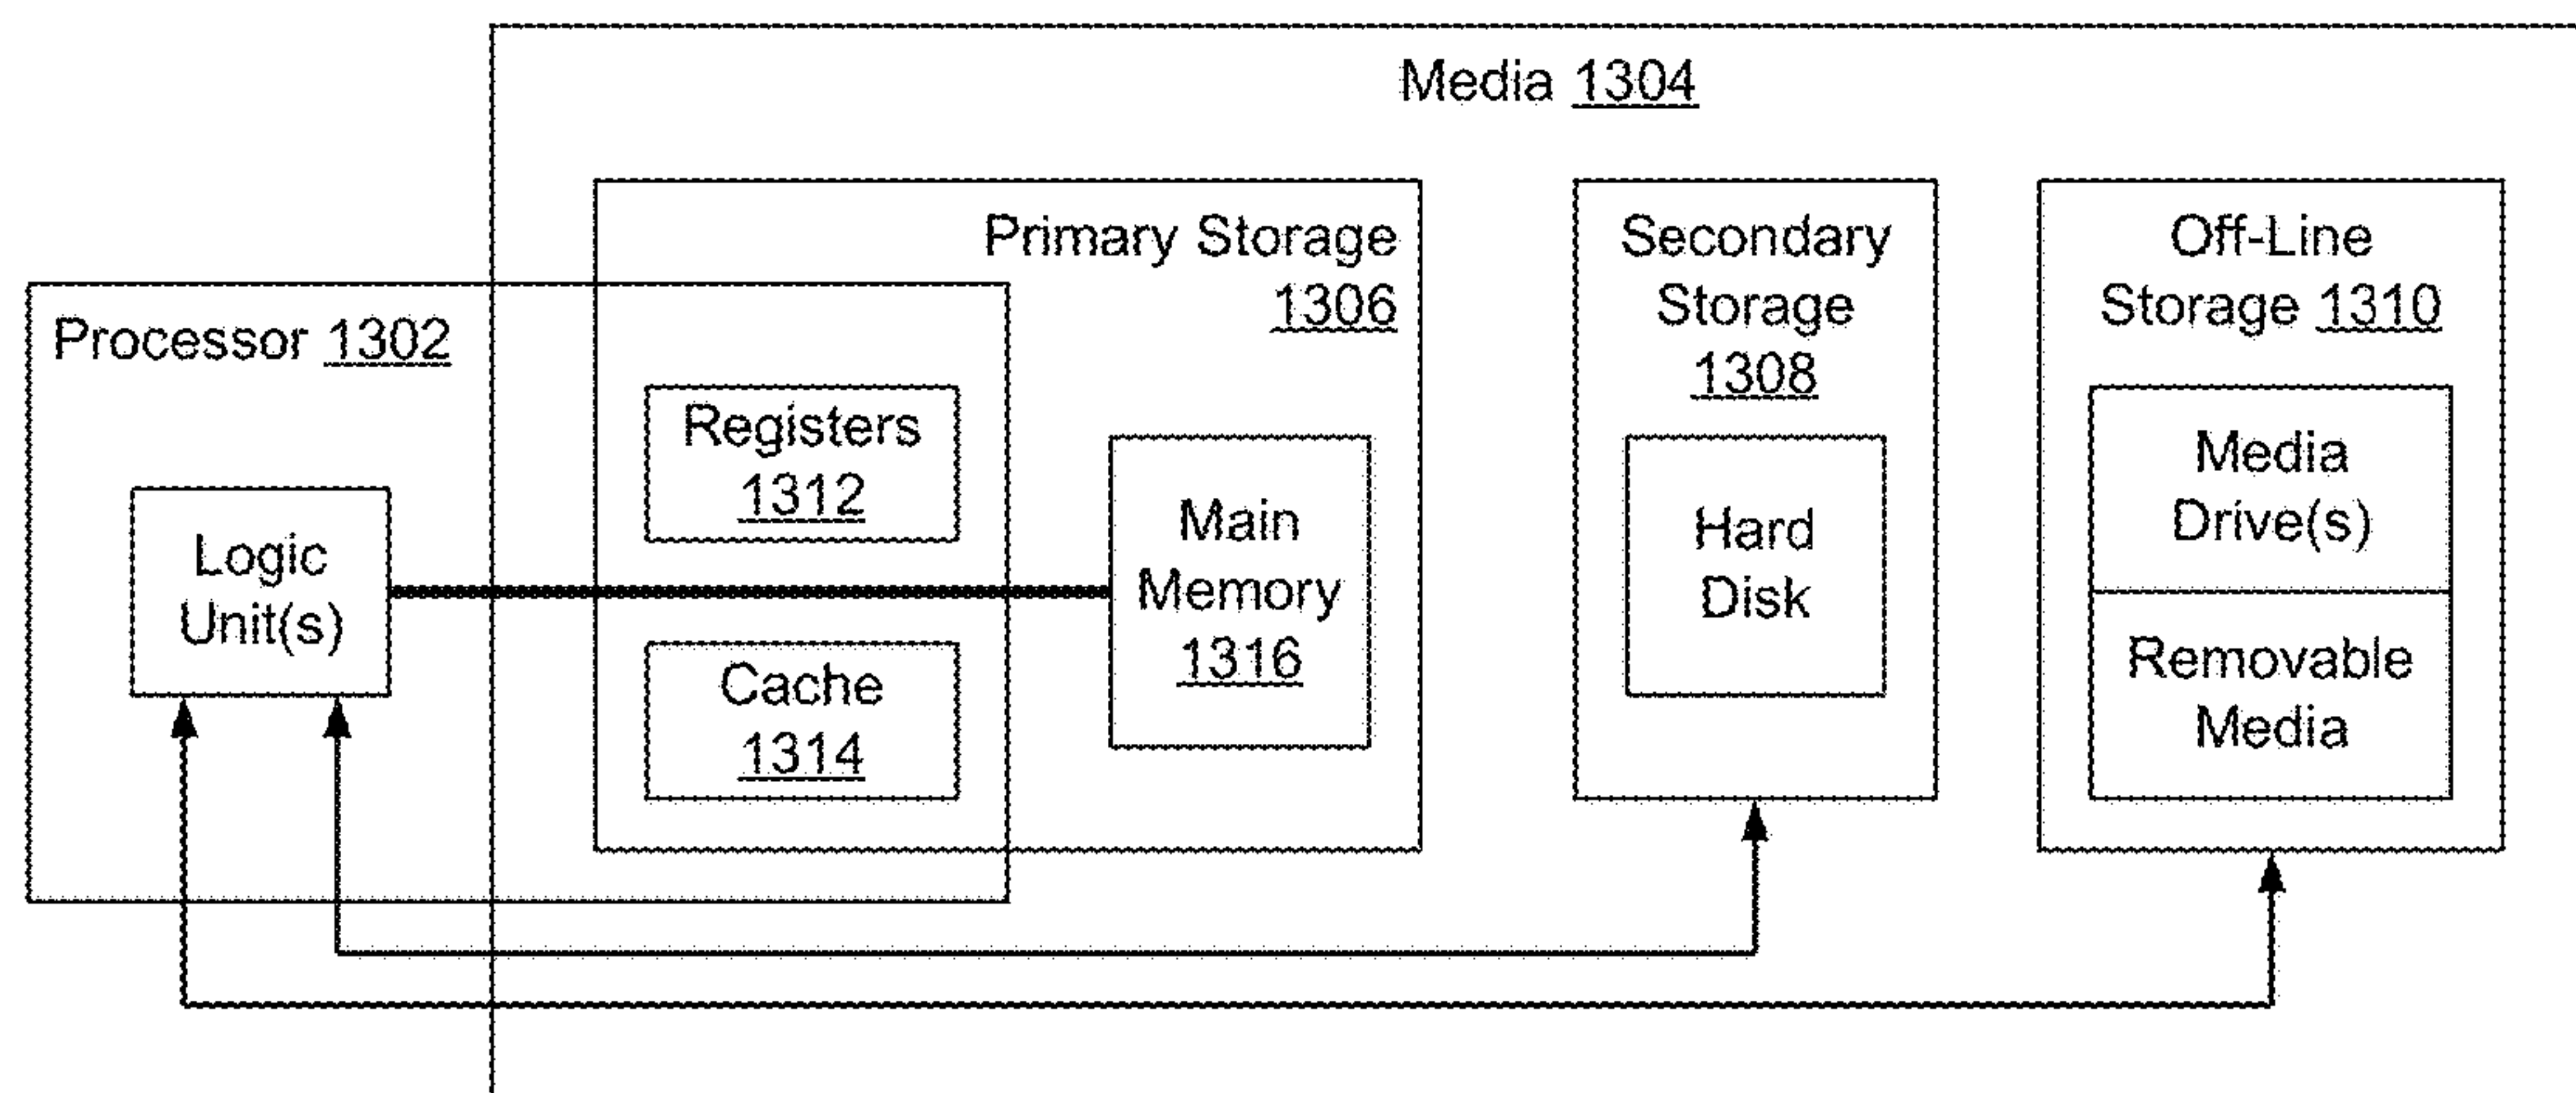 Media 1304
Primary Storage
1306
Secondary
Storage
1308
Off-Line
Storage 1310
Processor 1302
Registers
1312
Logic
Unit(s)
Cache
1314
Main
Memory
1316
Hard
Disk
Media
Drive(s)
Removable
Media